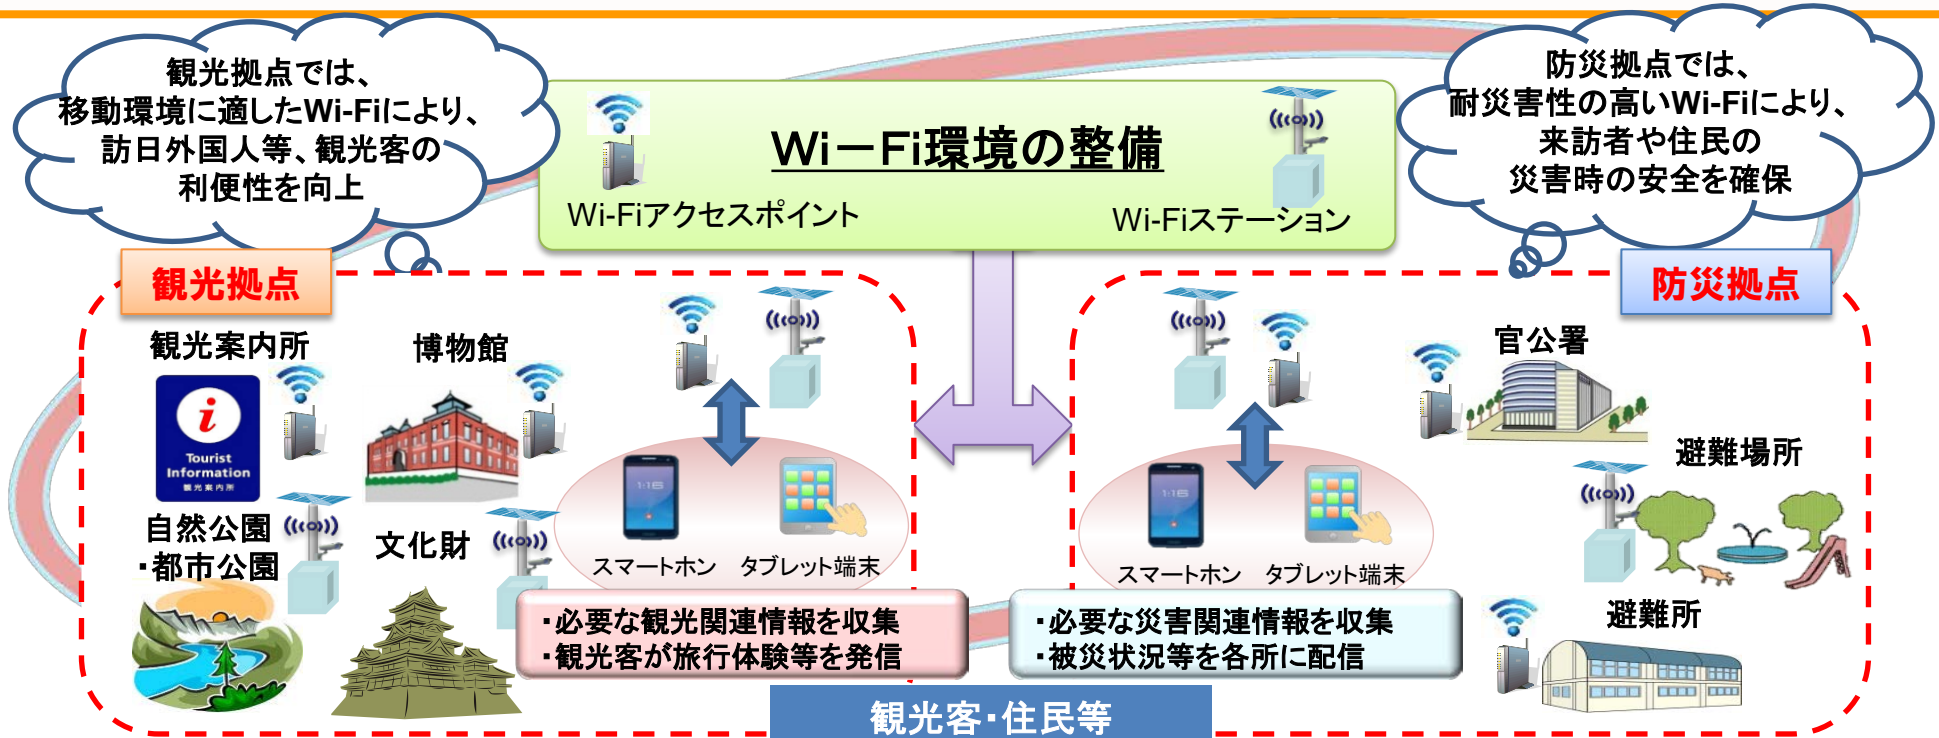 観光拠点では、
移動環境に適したWi-Fiにより、
訪日外国人等、観光客の
利便性を向上
Wi－Fi環境の整備
Wi-Fiアクセスポイント
Wi-Fiステーション
防災拠点では、
耐災害性の高いWi-Fiにより、
来訪者や住民の
災害時の安全を確保
観光拠点
観光案内所
i
Tourist
Information
観光案内所
博物館
自然公園
・都市公園
文化財
1:16
スマートホン
タブレット端末
・必要な観光関連情報を収集
・観光客が旅行体験等を発信
防災拠点
官公署
避難場所
避難所
1:16
スマートホン
タブレット端末
・必要な災害関連情報を収集
・被災状況等を各所に配信
観光客・住民等